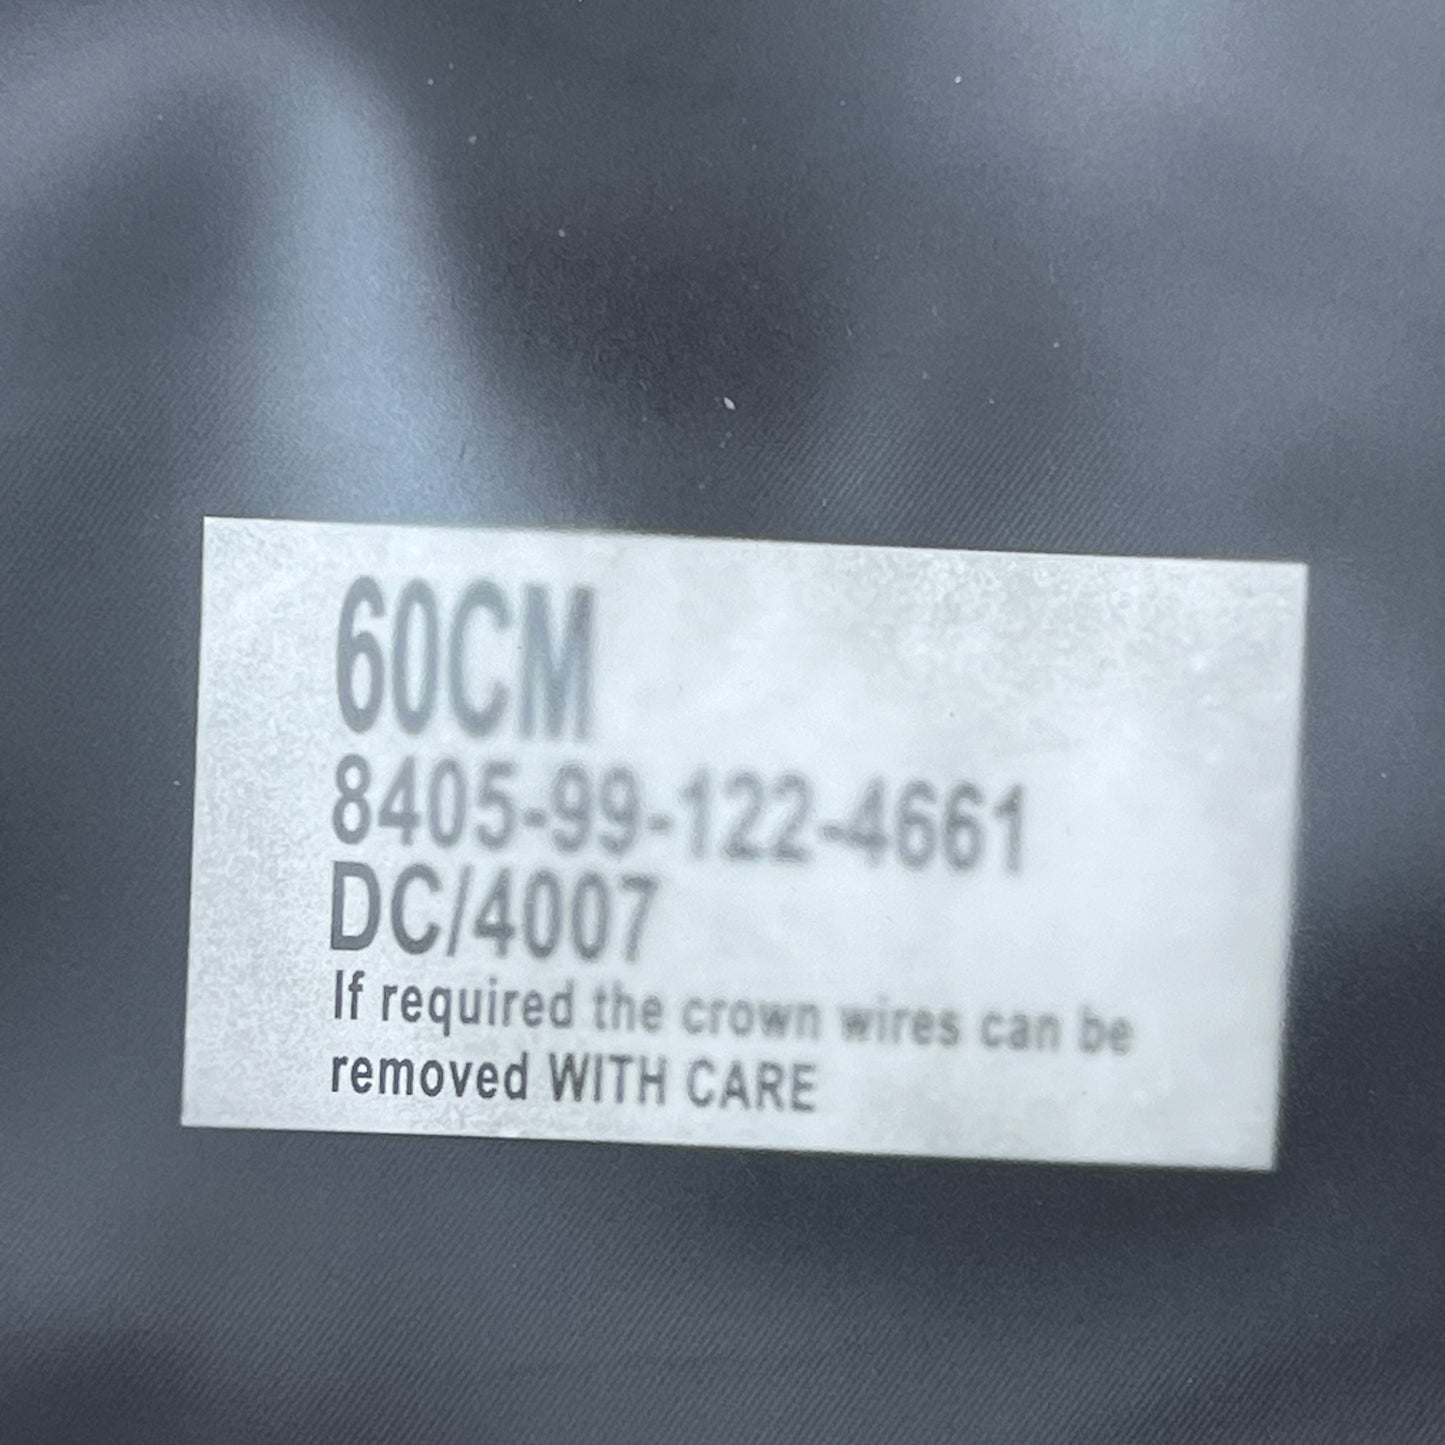 60CM
8405-99-122-4661
DC/4007
If required the crown wires can be
removed WITH CARE